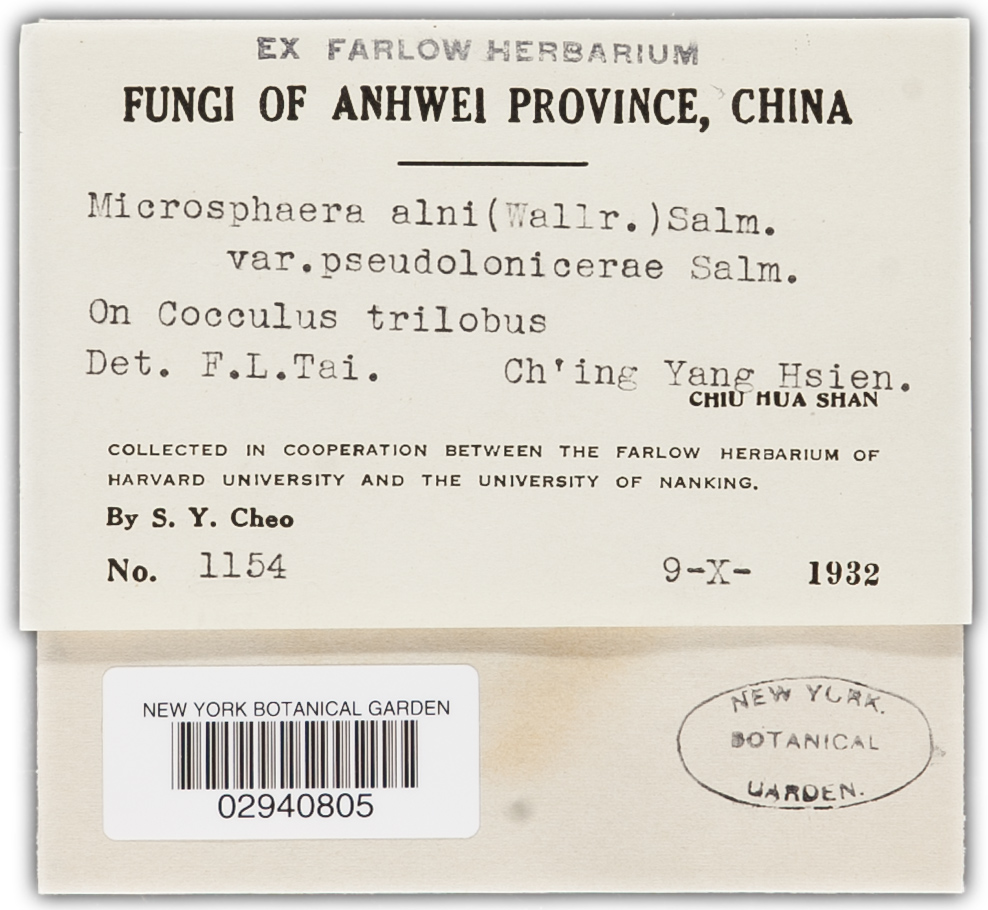 EX FARLOW HERBARIUM
FUNGI OF ANHWEI PROVINCE, CHINA
Microsphaera alni(Wallr.)Salm.
var.pseudolonicerae Salm.
On Cocculus trilobus
Det. F.L.Tai. Ch'ing Yang Hsien.
CHIU HUA SHAN
COLLECTED IN COOPERATION BETWEEN THE FARLOW HERBARIUM OF
HARVARD UNIVERSITY AND THE UNIVERSITY OF NANKING.
By S. Y. Cheo
No. 1154 9-X- 1932
NEW YORK BOTANICAL GARDEN
02940805
NEW YORK.
BOTANICAL
GARDEN.